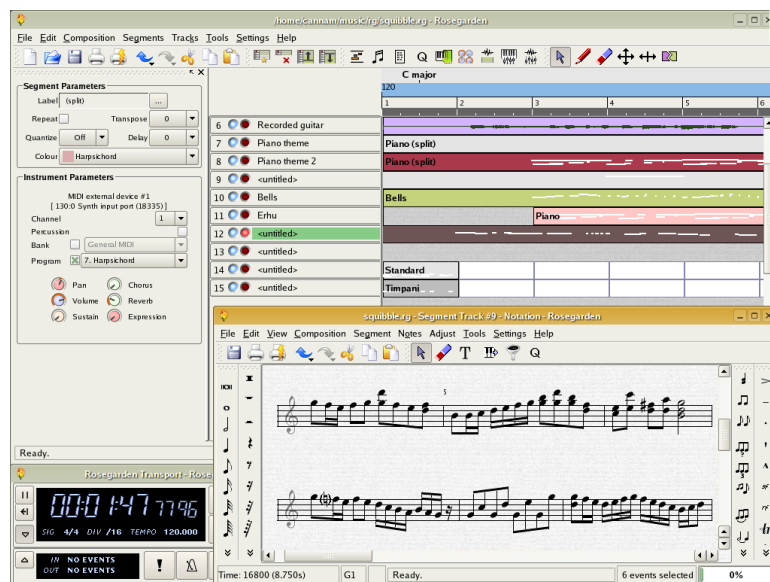 /home/cannam/music/rg/squibble.rg - Rosegarden
File Edit Composition Segments Tracks Tools Settings Help
C major
120
1 2 3 4 5 6
Segment Parameters
Label (split) ...
Repeat Transpose 0
Quantize Off Delay 0
Colour Harpsichord
Instrument Parameters
MIDI external device #1
[ 130:0 Synth input port (18335) ]
Channel 1
Percussion
Bank General MIDI
Program 7. Harpsichord
Pan Chorus
Volume Reverb
Sustain Expression
6 Recorded guitar
7 Piano theme Piano (split)
8 Piano theme 2 Piano (split)
9 <untitled>
10 Bells Bells
11 Erhu Piano
12 <untitled>
13 <untitled>
14 <untitled> Standard
15 <untitled> Timpani
Ready.
squibble.rg - Segment Track #9 - Notation - Rosegarden
File Edit View Composition Segment Notes Adjust Tools Settings Help
T Q
5
Time: 16800 (8.750s) G1 Ready. 6 events selected 0%
Rosegarden Transport - Rose
00:01:47 7796
SIG 4/4 DIV /16 TEMPO 120.000
IN NO EVENTS
OUT NO EVENTS